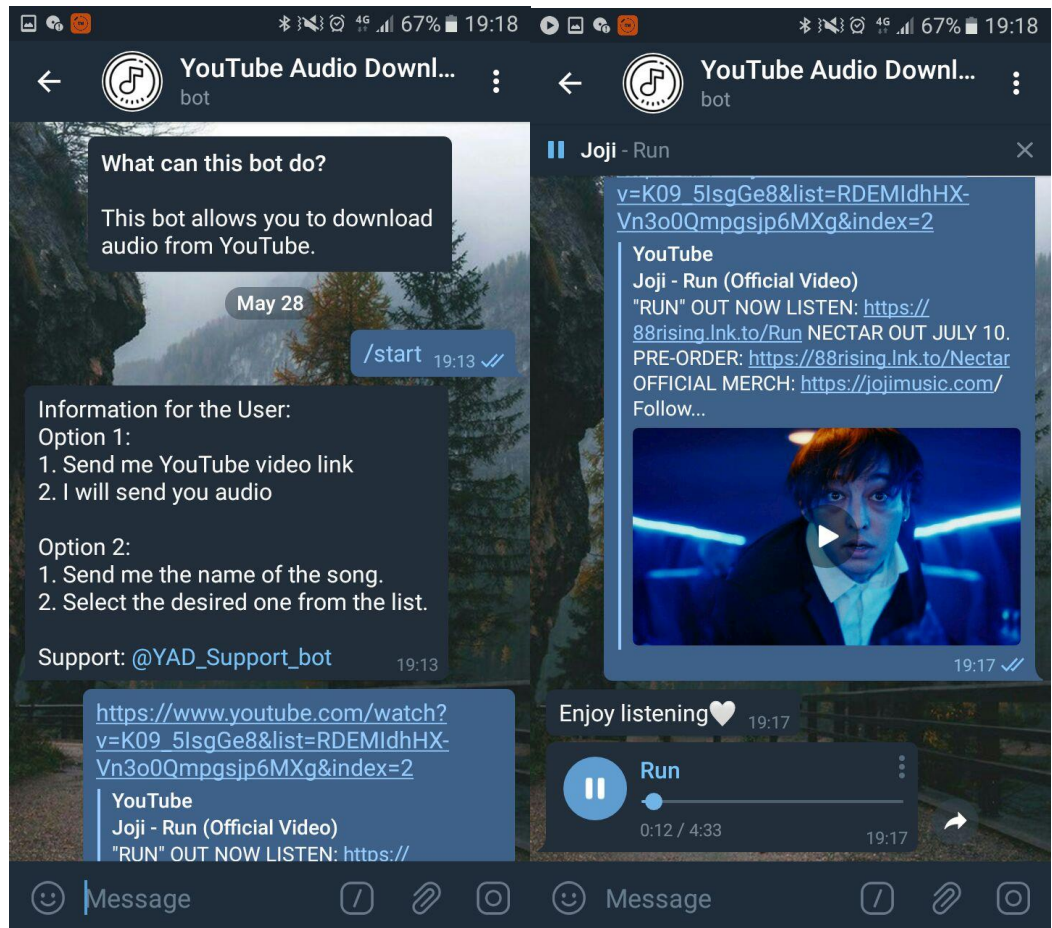 4G 67% 19:18
YouTube Audio Downl...
bot
What can this bot do?
This bot allows you to download
audio from YouTube.
May 28
/start 19:13
Information for the User:
Option 1:
1. Send me YouTube video link
2. I will send you audio
Option 2:
1. Send me the name of the song.
2. Select the desired one from the list.
Support: @YAD_Support_bot 19:13
https://www.youtube.com/watch?
v=K09_5IsgGe8&list=RDEMIdhHX-
Vn3o0Qmpgsjp6MXg&index=2
YouTube
Joji - Run (Official Video)
"RUN" OUT NOW LISTEN: https://
Message
4G 67% 19:18
YouTube Audio Downl...
bot
Joji - Run
v=K09_5IsgGe8&list=RDEMIdhHX-
Vn3o0Qmpgsjp6MXg&index=2
YouTube
Joji - Run (Official Video)
"RUN" OUT NOW LISTEN: https://
88rising.lnk.to/Run NECTAR OUT JULY 10.
PRE-ORDER: https://88rising.lnk.to/Nectar
OFFICIAL MERCH: https://jojimusic.com/
Follow...
19:17
Enjoy listening🤍 19:17
Run
0:12 / 4:33
19:17
Message